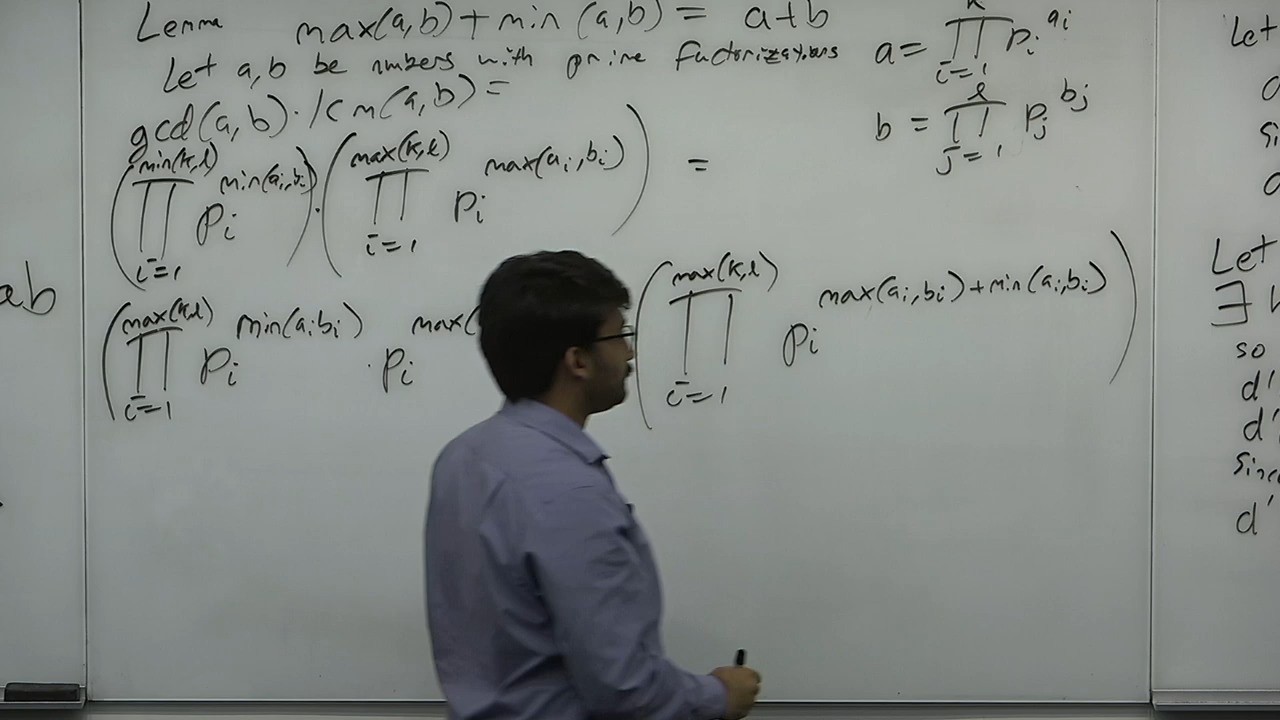 Lemma max(a,b) + min (a,b) = a+b
Let a,b be numbers with prime factorizations
a = ∏_{i=1}^{k} p_i^{a_i}
b = ∏_{j=1}^{l} p_j^{b_j}
gcd(a,b) · lcm(a,b) =
(∏_{i=1}^{min(k,l)} p_i^{min(a_i,b_i)}) · (∏_{i=1}^{max(k,l)} p_i^{max(a_i,b_i)}) =
(∏_{i=1}^{max(k,l)} p_i^{min(a_i b_i)} · p_i^{max(
(∏_{i=1}^{max(k,l)} p_i^{max(a_i,b_i)+min(a_i,b_i)})
ab
Let
Let
∃
so
d'
d'
since
d'